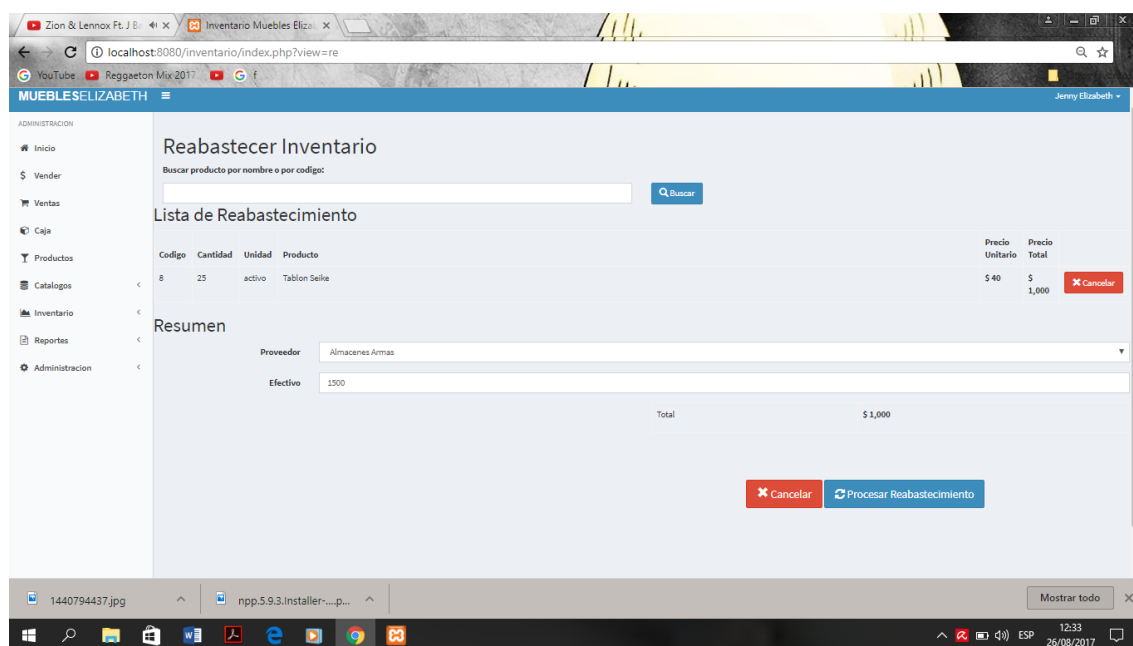 Zion & Lennox Ft. J Ba
Inventario Muebles Eliza
localhost:8080/inventario/index.php?view=re
YouTube Reggaeton Mix 2017 f
MUEBLESELIZABETH
Jenny Elizabeth
ADMINISTRACION
Inicio
$ Vender
Ventas
Caja
Productos
Catalogos
Inventario
Reportes
Administracion
Reabastecer Inventario
Buscar producto por nombre o por codigo:
Buscar
Lista de Reabastecimiento
Codigo Cantidad Unidad Producto Precio Unitario Precio Total
8 25 activo Tablon Seike $ 40 $ 1,000 Cancelar
Resumen
Proveedor Almacenes Armas
Efectivo 1500
Total $ 1,000
Cancelar Procesar Reabastecimiento
1440794437.jpg
npp.5.9.3.Installer-....p...
Mostrar todo
ESP
12:33
26/08/2017